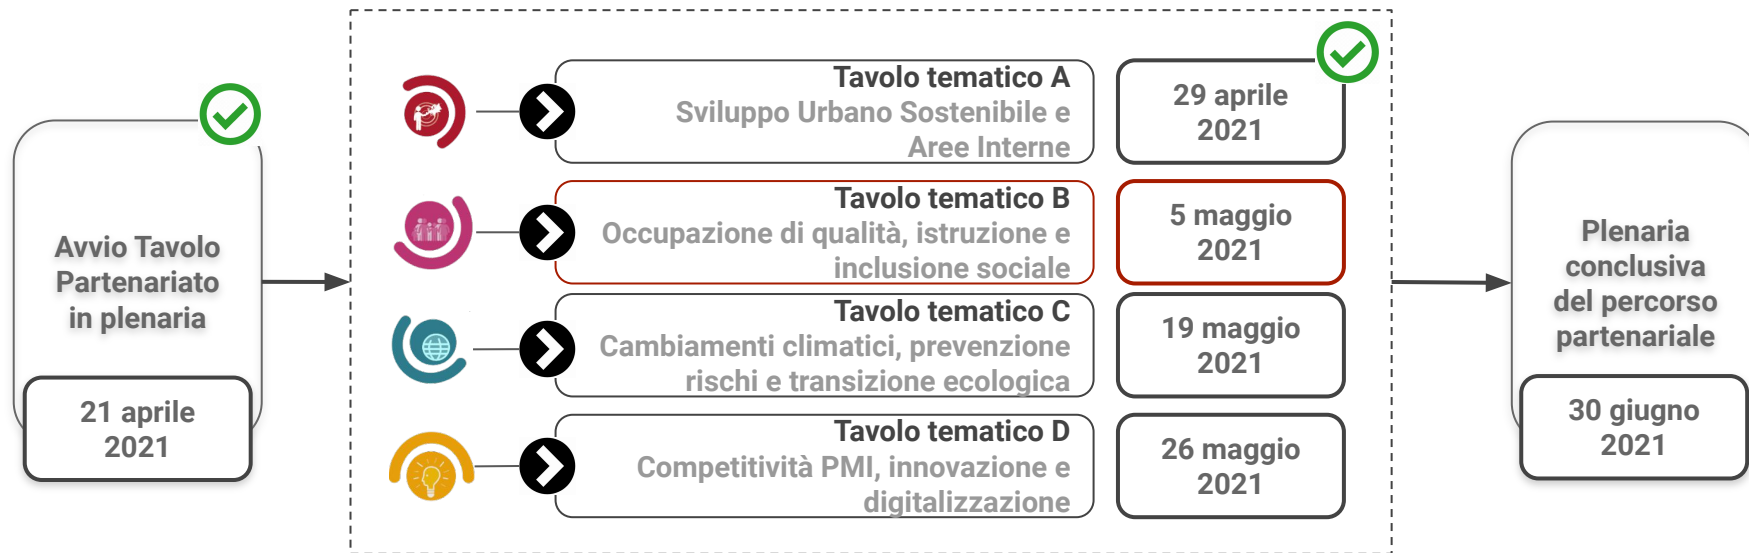 Avvio Tavolo
Partenariato
in plenaria
21 aprile
2021
Tavolo tematico A
Sviluppo Urbano Sostenibile e
Aree Interne
29 aprile
2021
Tavolo tematico B
Occupazione di qualità, istruzione e
inclusione sociale
5 maggio
2021
Tavolo tematico C
Cambiamenti climatici, prevenzione
rischi e transizione ecologica
19 maggio
2021
Tavolo tematico D
Competitività PMI, innovazione e
digitalizzazione
26 maggio
2021
Plenaria
conclusiva
del percorso
partenariale
30 giugno
2021